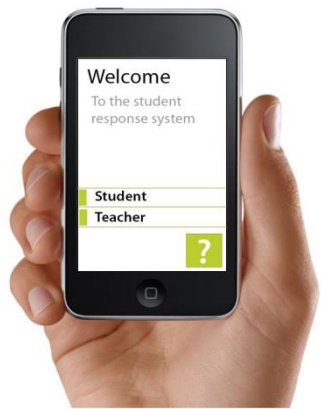 Welcome
To the student
response system
Student
Teacher
?